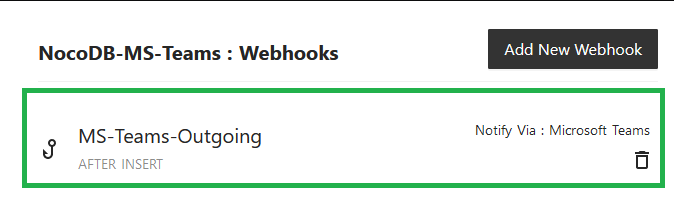 NocoDB-MS-Teams : Webhooks
Add New Webhook
MS-Teams-Outgoing
Notify Via : Microsoft Teams
AFTER INSERT